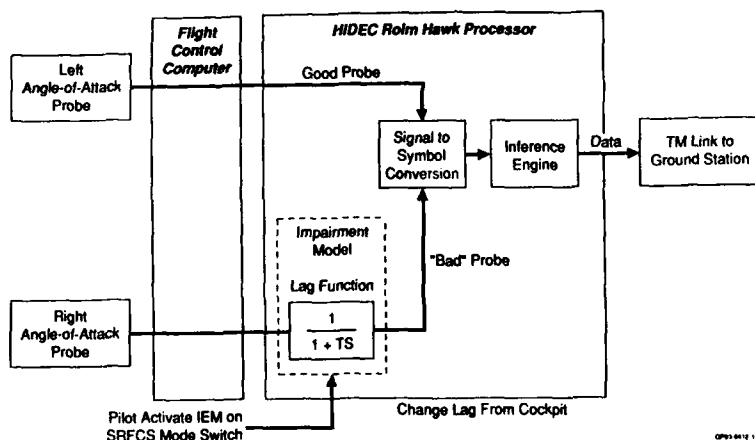 Flight
Control
Computer
HIDEC Rolm Hawk Processor
Left
Angle-of-Attack
Probe
Good Probe
Signal to
Symbol
Conversion
Inference
Engine
Data
TM Link to
Ground Station
Impairment
Model
"Bad" Probe
Lag Function
1
1 + TS
Right
Angle-of-Attack
Probe
Change Lag From Cockpit
Pilot Activate IEM on
SRFCS Mode Switch